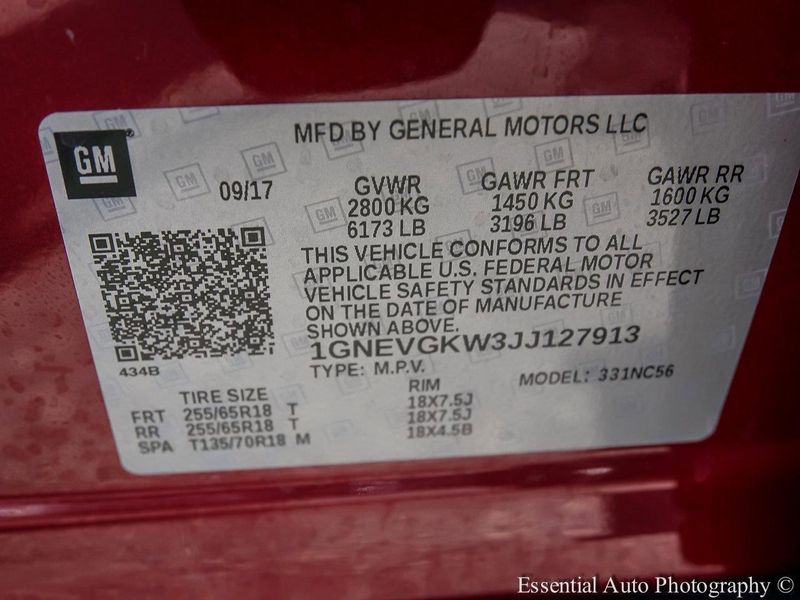 GM
MFD BY GENERAL MOTORS LLC
09/17
GVWR GAWR FRT GAWR RR
2800 KG 1450 KG 1600 KG
6173 LB 3196 LB 3527 LB
THIS VEHICLE CONFORMS TO ALL
APPLICABLE U.S. FEDERAL MOTOR
VEHICLE SAFETY STANDARDS IN EFFECT
ON THE DATE OF MANUFACTURE
SHOWN ABOVE.
434B
1GNEVGKW3JJ127913
TYPE: M.P.V. MODEL: 331NC56
TIRE SIZE RIM
FRT 255/65R18 T 18X7.5J
RR 255/65R18 T 18X7.5J
SPA T135/70R18 M 18X4.5B
Essential Auto Photography ©